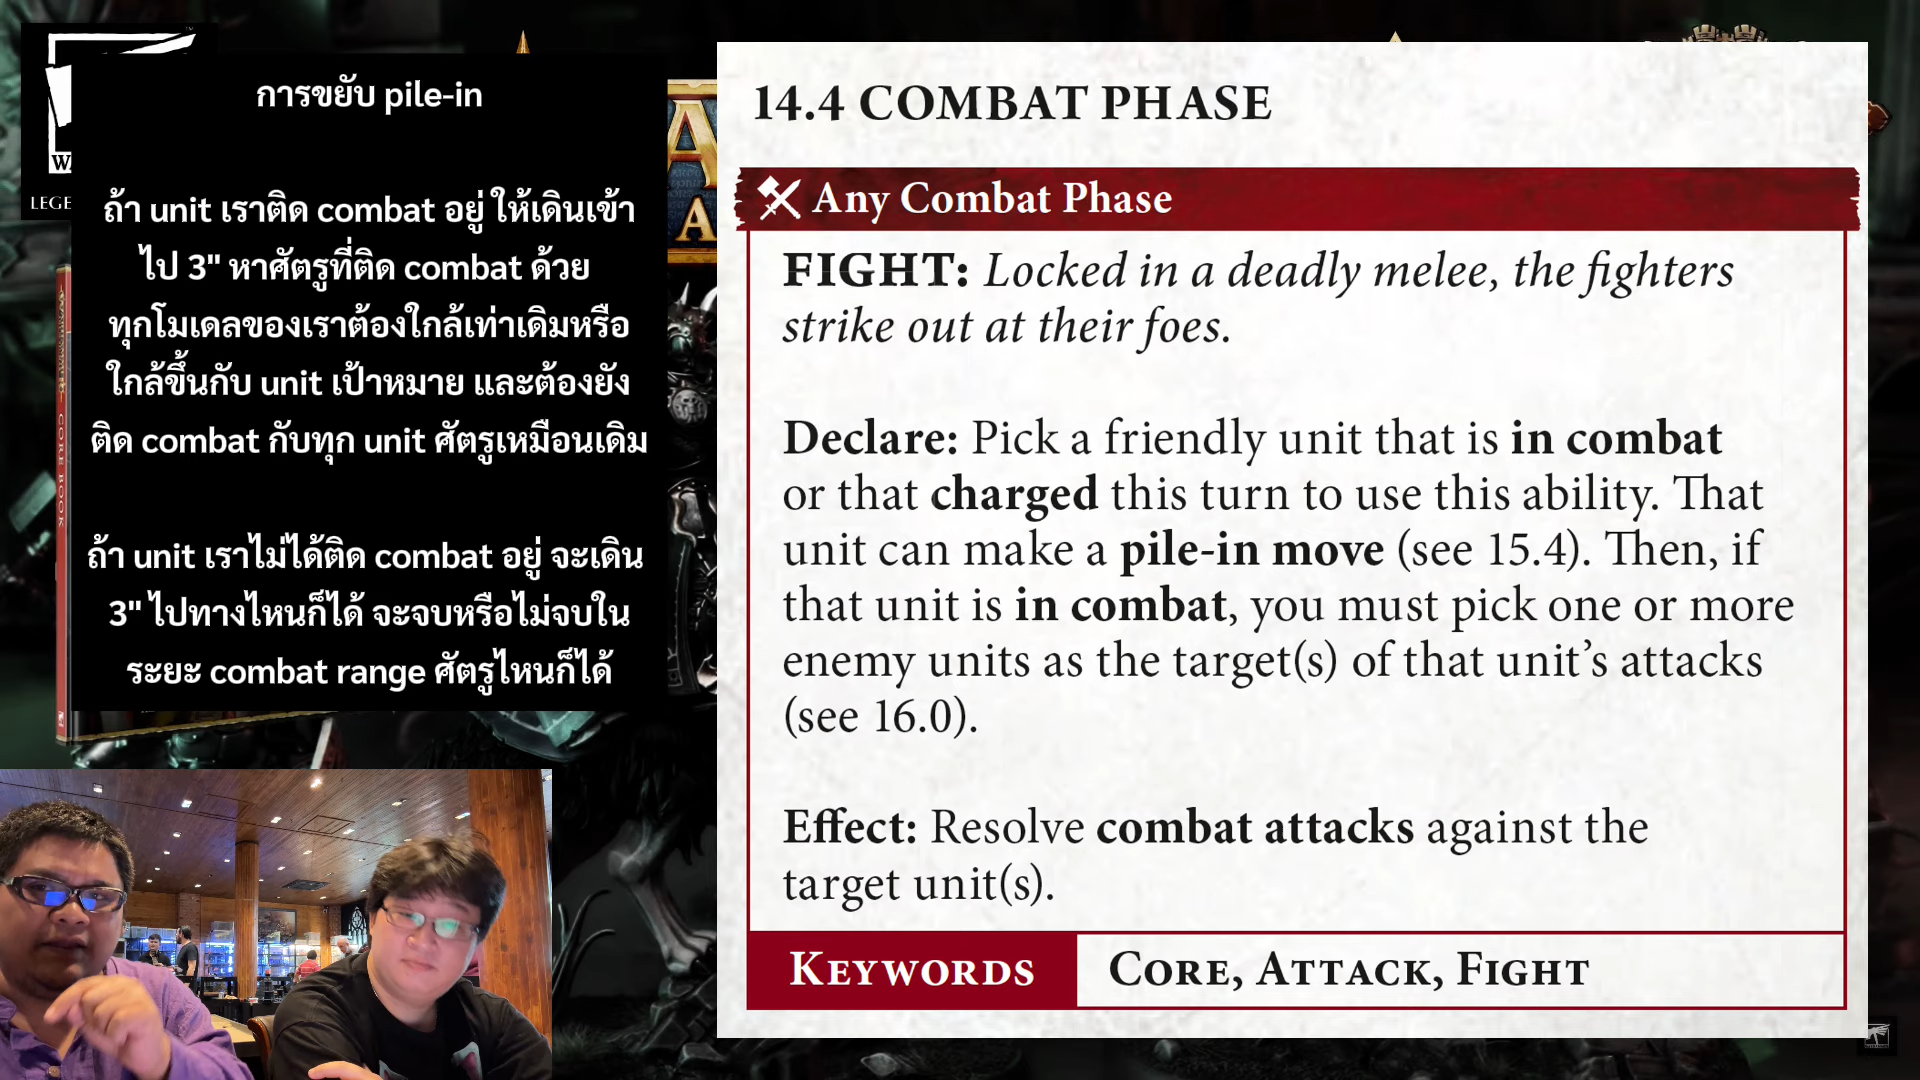 W
LEGE
การขยับ pile-in
ถ้า unit เราติด combat อยู่ ให้เดินเข้า
ไป 3" หาศัตรูที่ติด combat ด้วย
ทุกโมเดลของเราต้องใกล้เท่าเดิมหรือ
ใกล้ขึ้นกับ unit เป้าหมาย และต้องยัง
ติด combat กับทุก unit ศัตรูเหมือนเดิม
ถ้า unit เราไม่ได้ติด combat อยู่ จะเดิน
3" ไปทางไหนก็ได้ จะจบหรือไม่จบใน
ระยะ combat range ศัตรูไหนก็ได้
A
A
CORE BOOK
14.4 COMBAT PHASE
Any Combat Phase
FIGHT: Locked in a deadly melee, the fighters
strike out at their foes.
Declare: Pick a friendly unit that is in combat
or that charged this turn to use this ability. That
unit can make a pile-in move (see 15.4). Then, if
that unit is in combat, you must pick one or more
enemy units as the target(s) of that unit’s attacks
(see 16.0).
Effect: Resolve combat attacks against the
target unit(s).
KEYWORDS
CORE, ATTACK, FIGHT